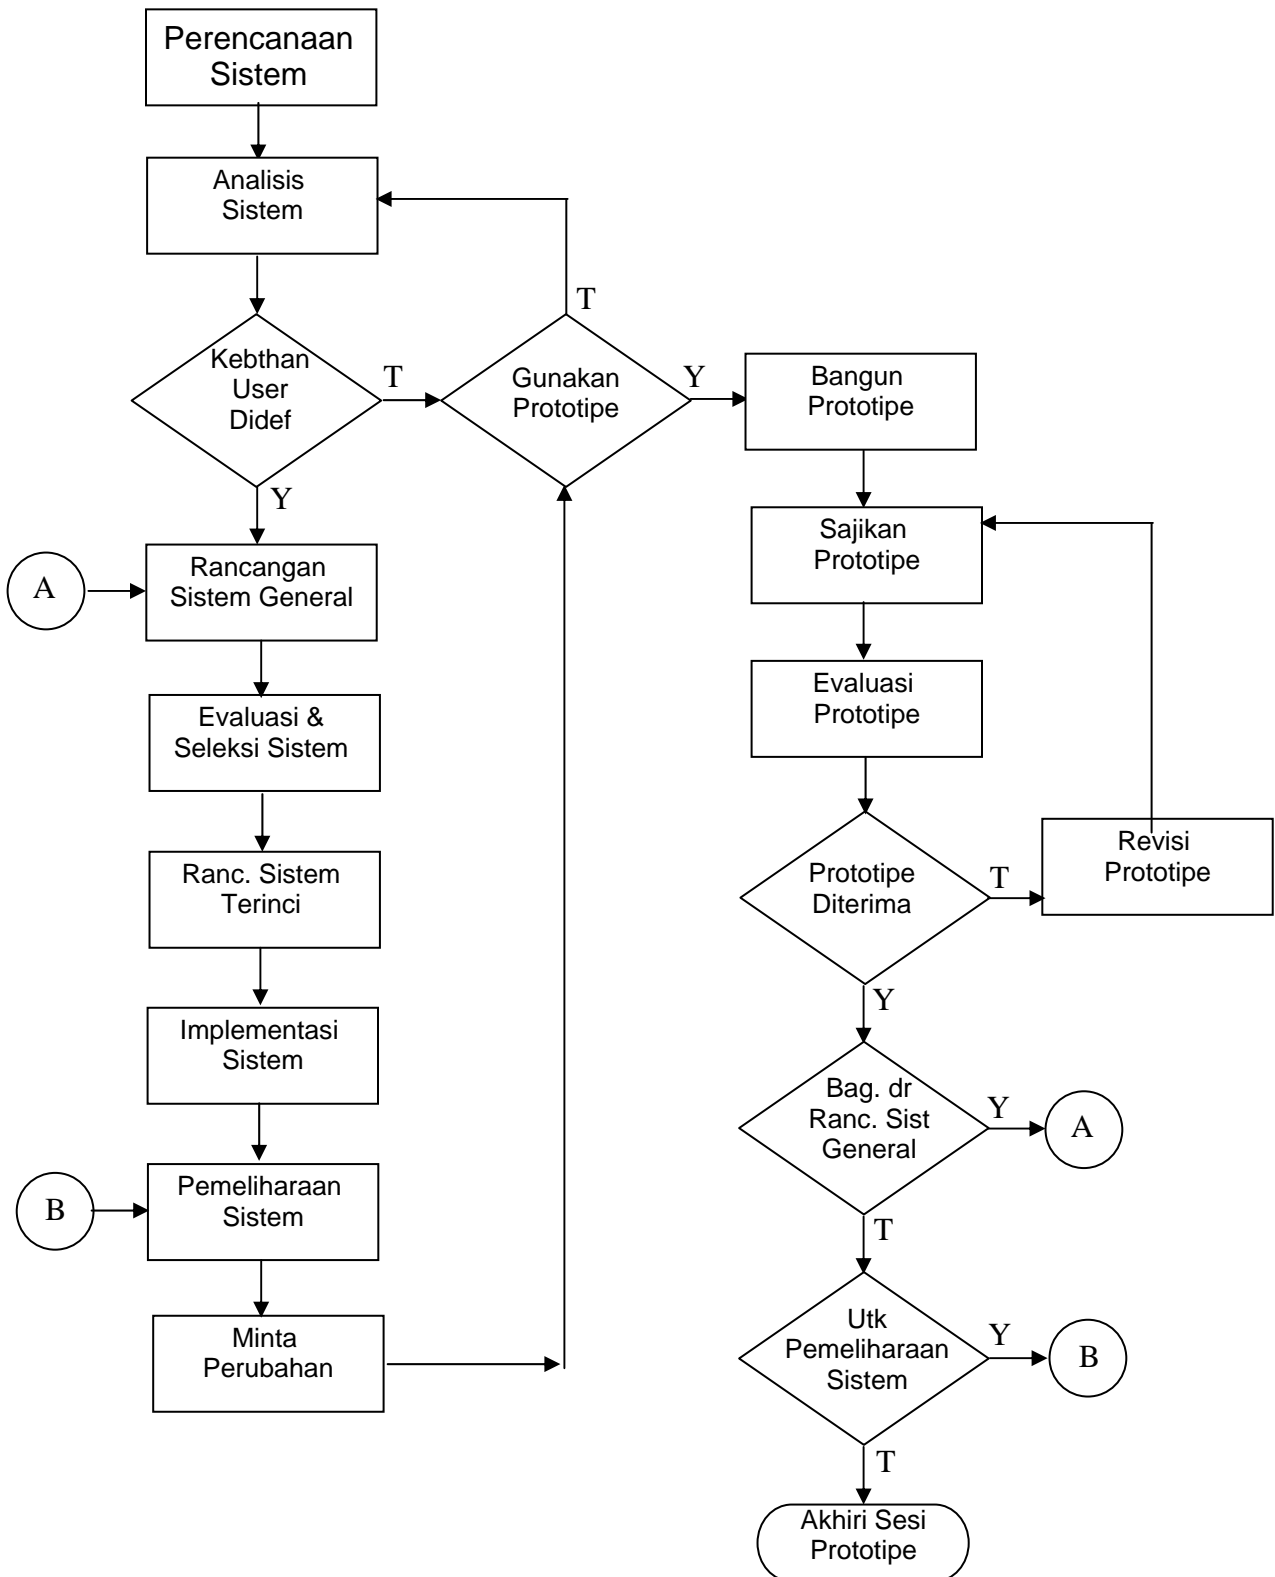 Perencanaan
Sistem
Analisis
Sistem
T
Kebthan
User
Didef
T
Gunakan
Prototipe
Y
Bangun
Prototipe
Y
Sajikan
Prototipe
A
Rancangan
Sistem General
Evaluasi
Prototipe
Evaluasi &
Seleksi Sistem
Revisi
Prototipe
Ranc. Sistem
Terinci
Prototipe
Diterima
T
Y
Implementasi
Sistem
Bag. dr
Ranc. Sist
General
Y
A
B
Pemeliharaan
Sistem
T
Minta
Perubahan
Utk
Pemeliharaan
Sistem
Y
B
T
Akhiri Sesi
Prototipe